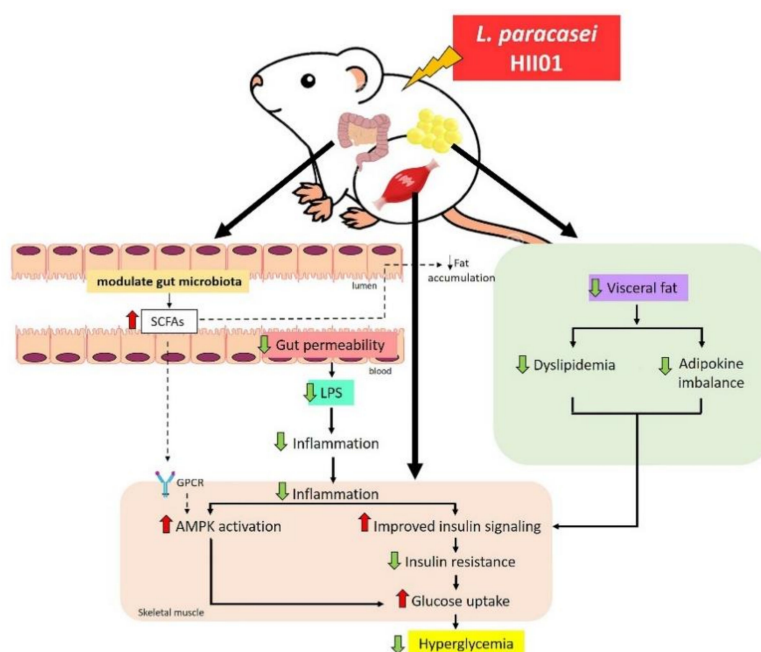 L. paracasei
HII01
modulate gut microbiota
lumen
Fat
accumulation
SCFAs
Gut permeability
blood
LPS
Inflammation
Visceral fat
Dyslipidemia
Adipokine
imbalance
GPCR
Inflammation
AMPK activation
Improved insulin signaling
Insulin resistance
Glucose uptake
Skeletal muscle
Hyperglycemia